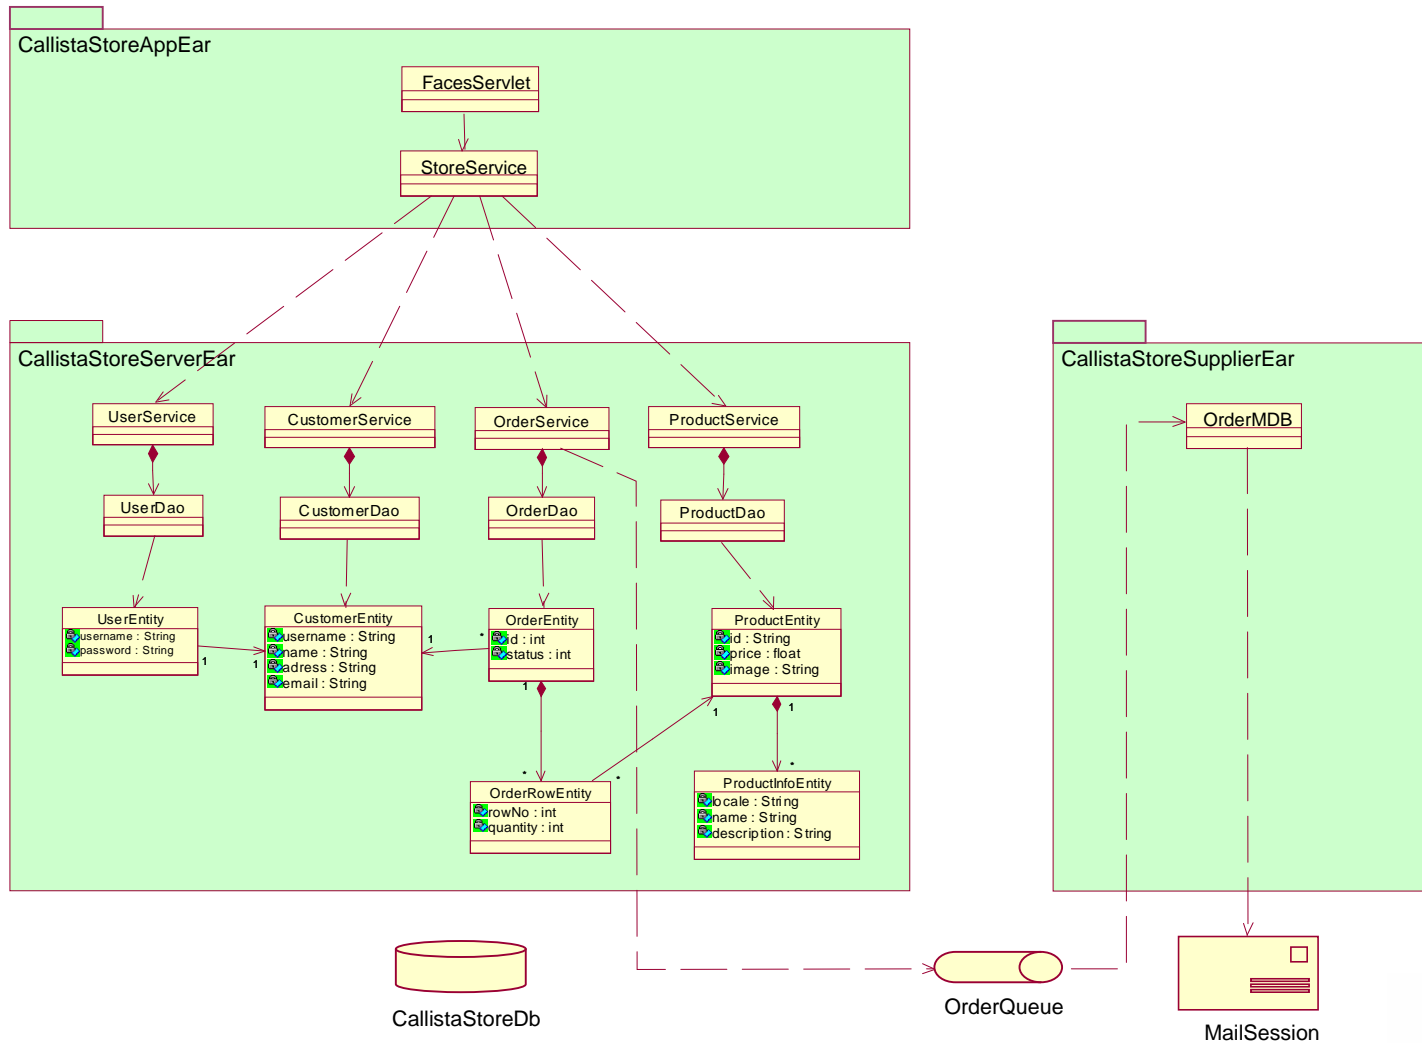 CallistaStoreAppEar
FacesServlet
StoreService
CallistaStoreServerEar
CallistaStoreSupplierEar
UserService
CustomerService
OrderService
ProductService
OrderMDB
UserDao
CustomerDao
OrderDao
ProductDao
UserEntity
username : String
password : String
1
1
CustomerEntity
username : String
name : String
adress : String
email : String
1
*
OrderEntity
id : int
status : int
1
ProductEntity
id : String
price : float
image : String
1
1
*
*
*
OrderRowEntity
rowNo : int
quantity : int
ProductInfoEntity
locale : String
name : String
description : String
CallistaStoreDb
OrderQueue
MailSession